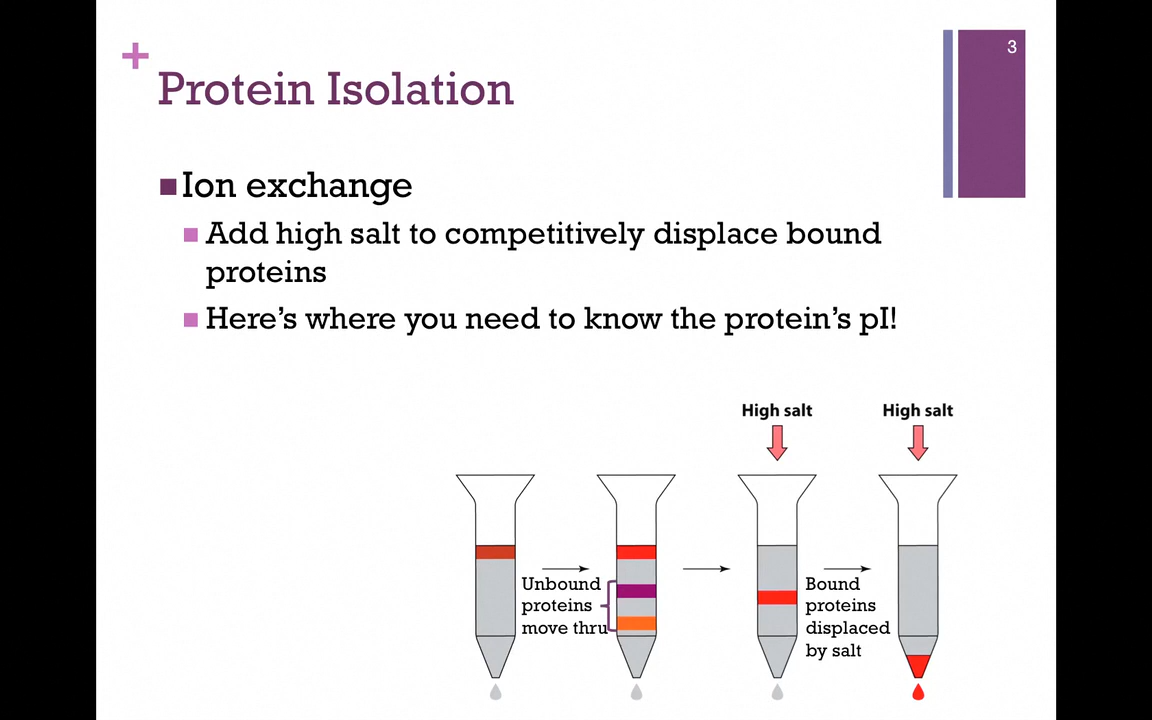 3
+
Protein Isolation
Ion exchange
Add high salt to competitively displace bound
proteins
Here's where you need to know the protein's pI!
High salt
High salt
Unbound
proteins
move thru
Bound
proteins
displaced
by salt